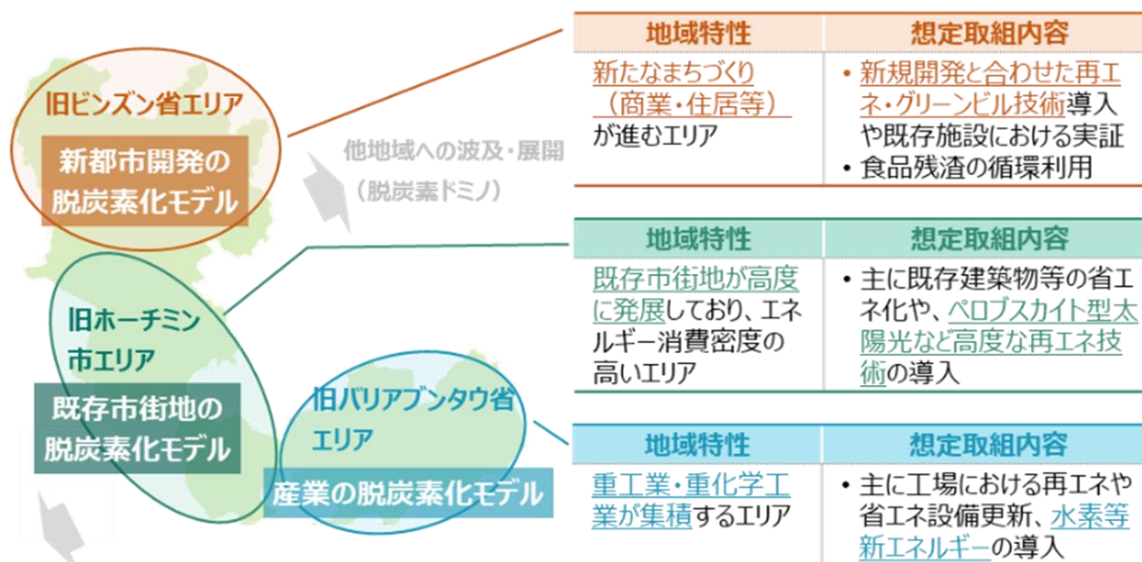 旧ビンズン省エリア
新都市開発の
脱炭素化モデル
他地域への波及・展開
（脱炭素ドミノ）
旧ホーチミン
市エリア
既存市街地の
脱炭素化モデル
旧バリアブンタウ省
エリア
産業の脱炭素化モデル
地域特性 想定取組内容
新たなまちづくり
（商業・住居等）
が進むエリア
• 新規開発と合わせた再エ
ネ・グリーンビル技術導入
や既存施設における実証
• 食品残渣の循環利用
地域特性 想定取組内容
既存市街地が高度
に発展しており、エネ
ルギー消費密度の
高いエリア
• 主に既存建築物等の省エ
ネ化や、ペロブスカイト型太
陽光など高度な再エネ技
術の導入
地域特性 想定取組内容
重工業・重化学工
業が集積するエリア
• 主に工場における再エネや
省エネ設備更新、水素等
新エネルギーの導入